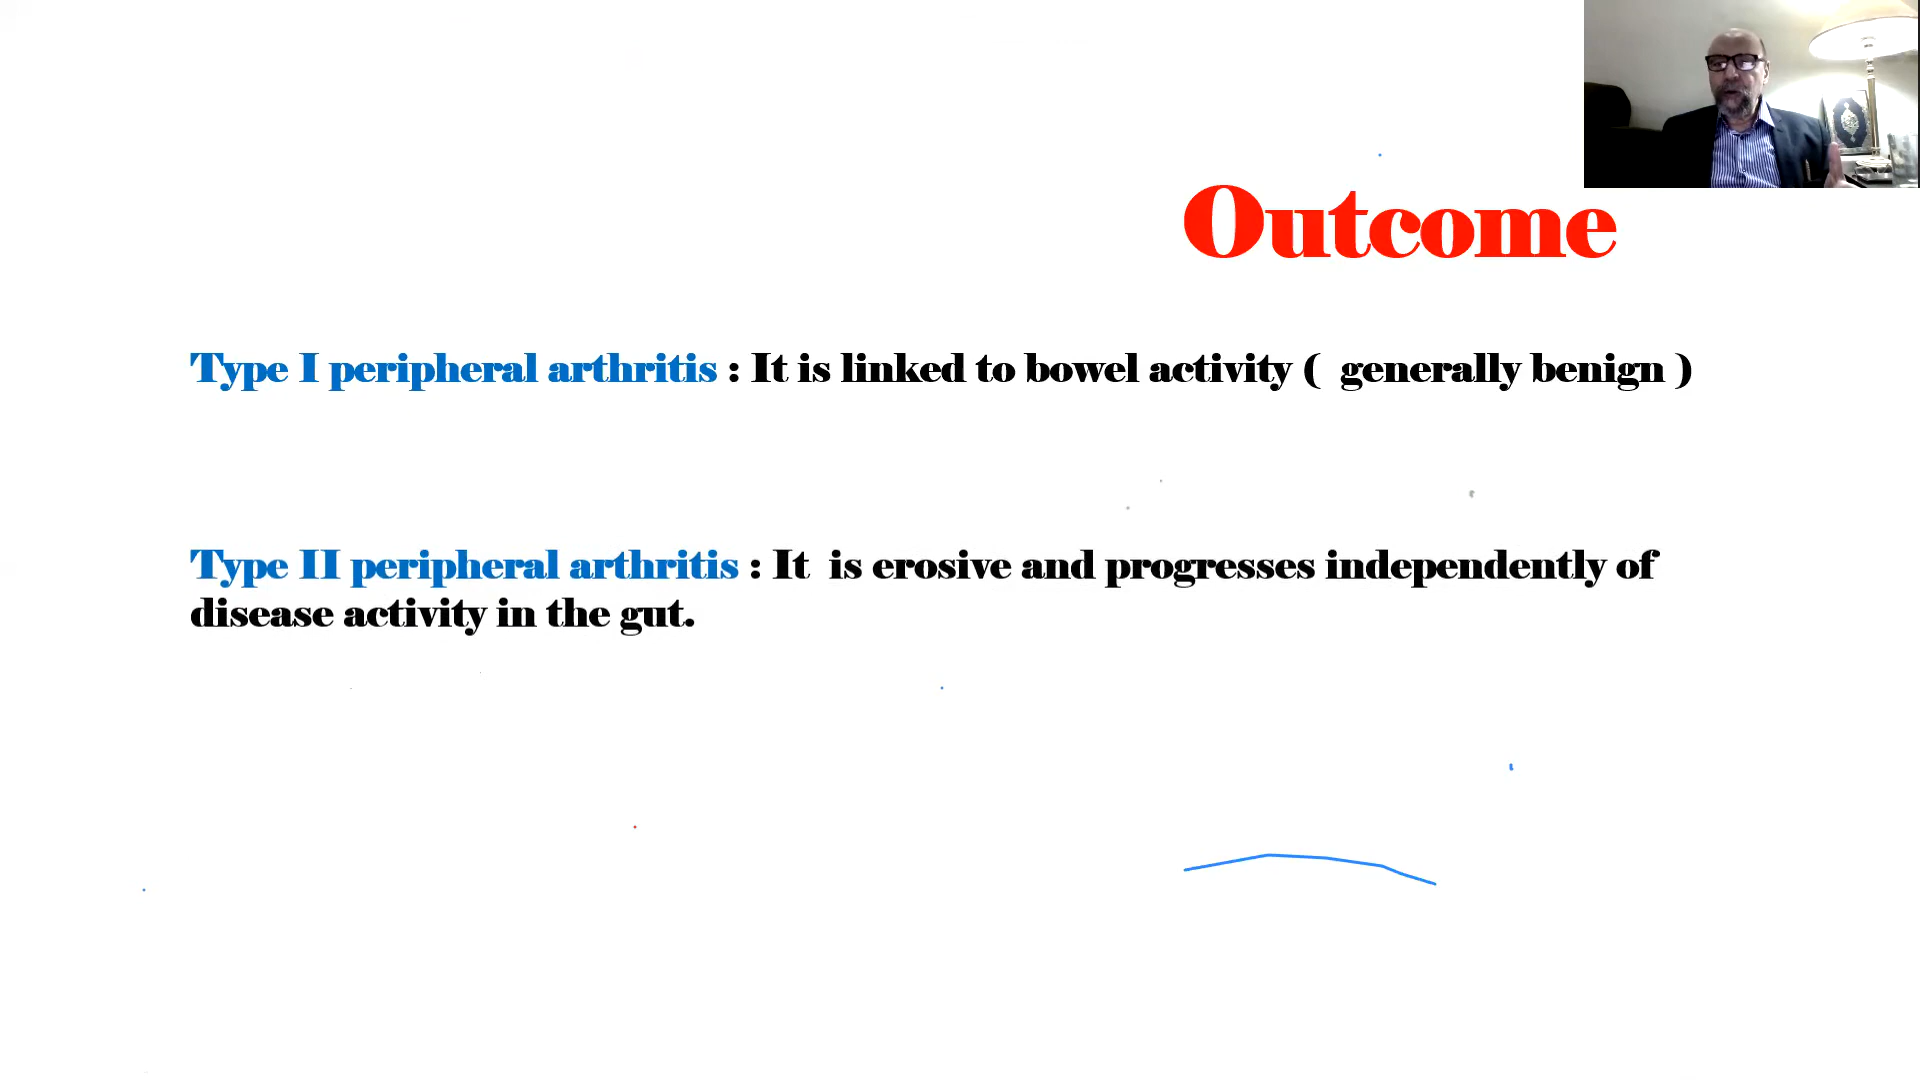 Outcome
Type I peripheral arthritis : It is linked to bowel activity ( generally benign )
Type II peripheral arthritis : It is erosive and progresses independently of
disease activity in the gut.